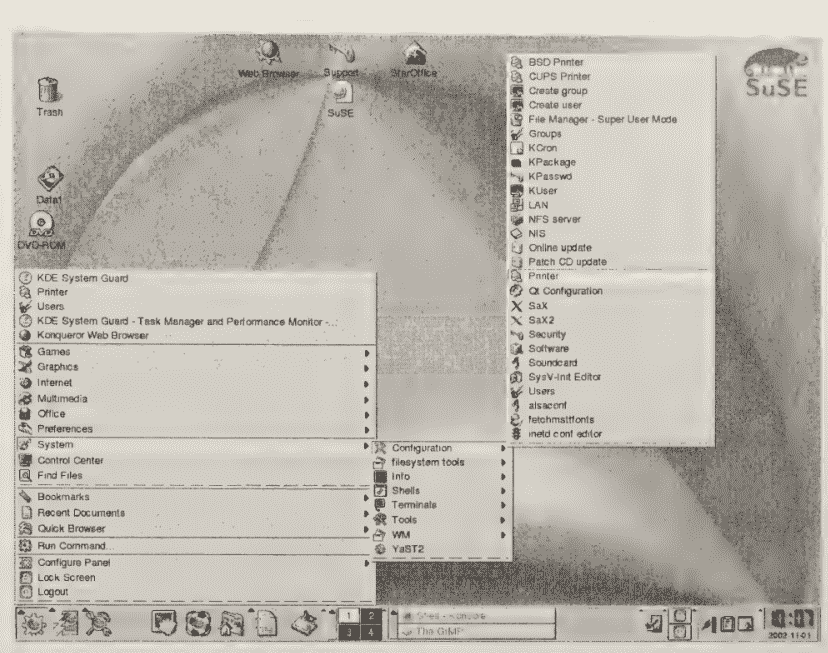 Trash
Web Browser
Support
StarOffice
SuSE
SuSE
Data1
DVD-ROM
BSD Printer
CUPS Printer
Create group
Create user
File Manager - Super User Mode
Groups
KCron
KPackage
KPasswd
KUser
LAN
NFS server
NIS
Online update
Patch CD update
Printer
Qt Configuration
SaX
SaX2
Security
Software
Soundcard
SysV-Init Editor
Users
alsaconf
fetchmsttfonts
inetd conf editor
KDE System Guard
Printer
Users
KDE System Guard - Task Manager and Performance Monitor -...
Konqueror Web Browser
Games
Graphics
Internet
Multimedia
Office
Preferences
System
Control Center
Find Files
Bookmarks
Recent Documents
Quick Browser
Run Command...
Configure Panel
Lock Screen
Logout
Configuration
filesystem tools
Info
Shells
Terminals
Tools
WM
YaST2
1 2
3 4
Konsole
The GIMP
2002-11-01